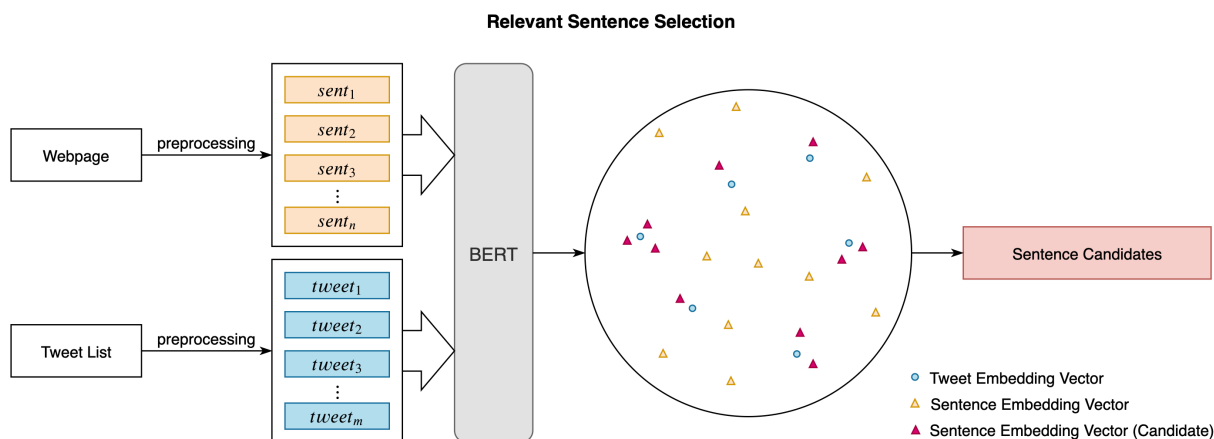 Relevant Sentence Selection
Webpage
preprocessing
sent1
sent2
sent3
⋮
sentn
Tweet List
preprocessing
tweet1
tweet2
tweet3
⋮
tweetm
BERT
Sentence Candidates
Tweet Embedding Vector
Sentence Embedding Vector
Sentence Embedding Vector (Candidate)